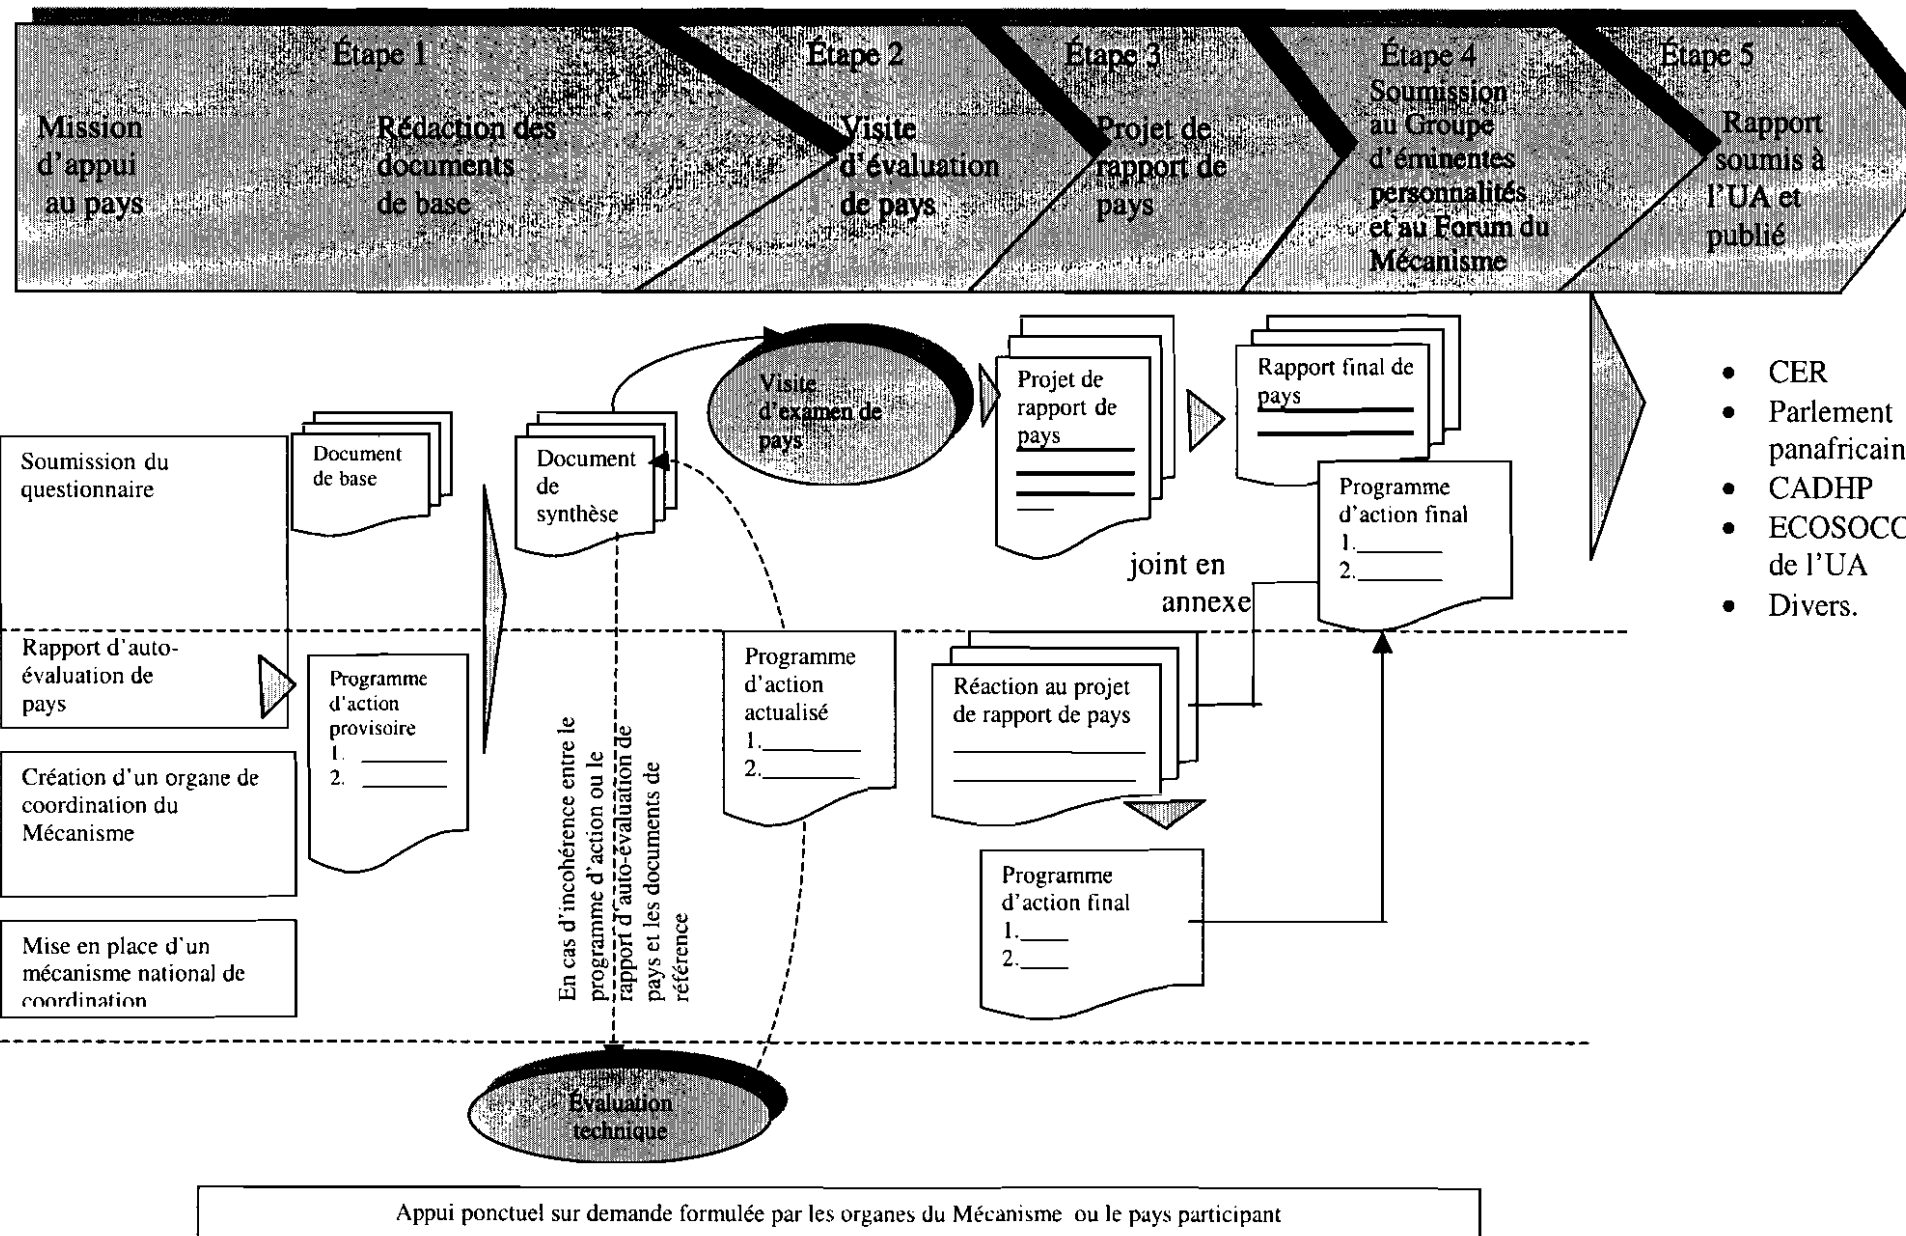 Étape 1
Mission
d'appui
au pays
Rédaction des
documents
de base
Étape 2
Visite
d'évaluation
de pays
Étape 3
Projet de
rapport de
pays
Étape 4
Soumission
au Groupe
d'éminentes
personnalités
et au Forum du
Mécanisme
Étape 5
Rapport
soumis à
l'UA et
publié
Soumission du
questionnaire
Rapport d'auto-
évaluation de
pays
Création d'un organe de
coordination du
Mécanisme
Mise en place d'un
mécanisme national de
coordination
Document
de base
Programme
d'action
provisoire
1. ________
2. ________
Document
de
synthèse
En cas d'incohérence entre le
programme d'action ou le
rapport d'auto-évaluation de
pays et les documents de
référence
Évaluation
technique
Visite
d'examen de
pays
Programme
d'action
actualisé
1.________
2.________
Projet de
rapport de
pays
Réaction au projet
de rapport de pays
Programme
d'action final
1.____
2.____
joint en
annexe
Rapport final de
pays
Programme
d'action final
1.________
2.________
• CER
• Parlement
panafricain
• CADHP
• ECOSOCC
de l'UA
• Divers.
Appui ponctuel sur demande formulée par les organes du Mécanisme ou le pays participant